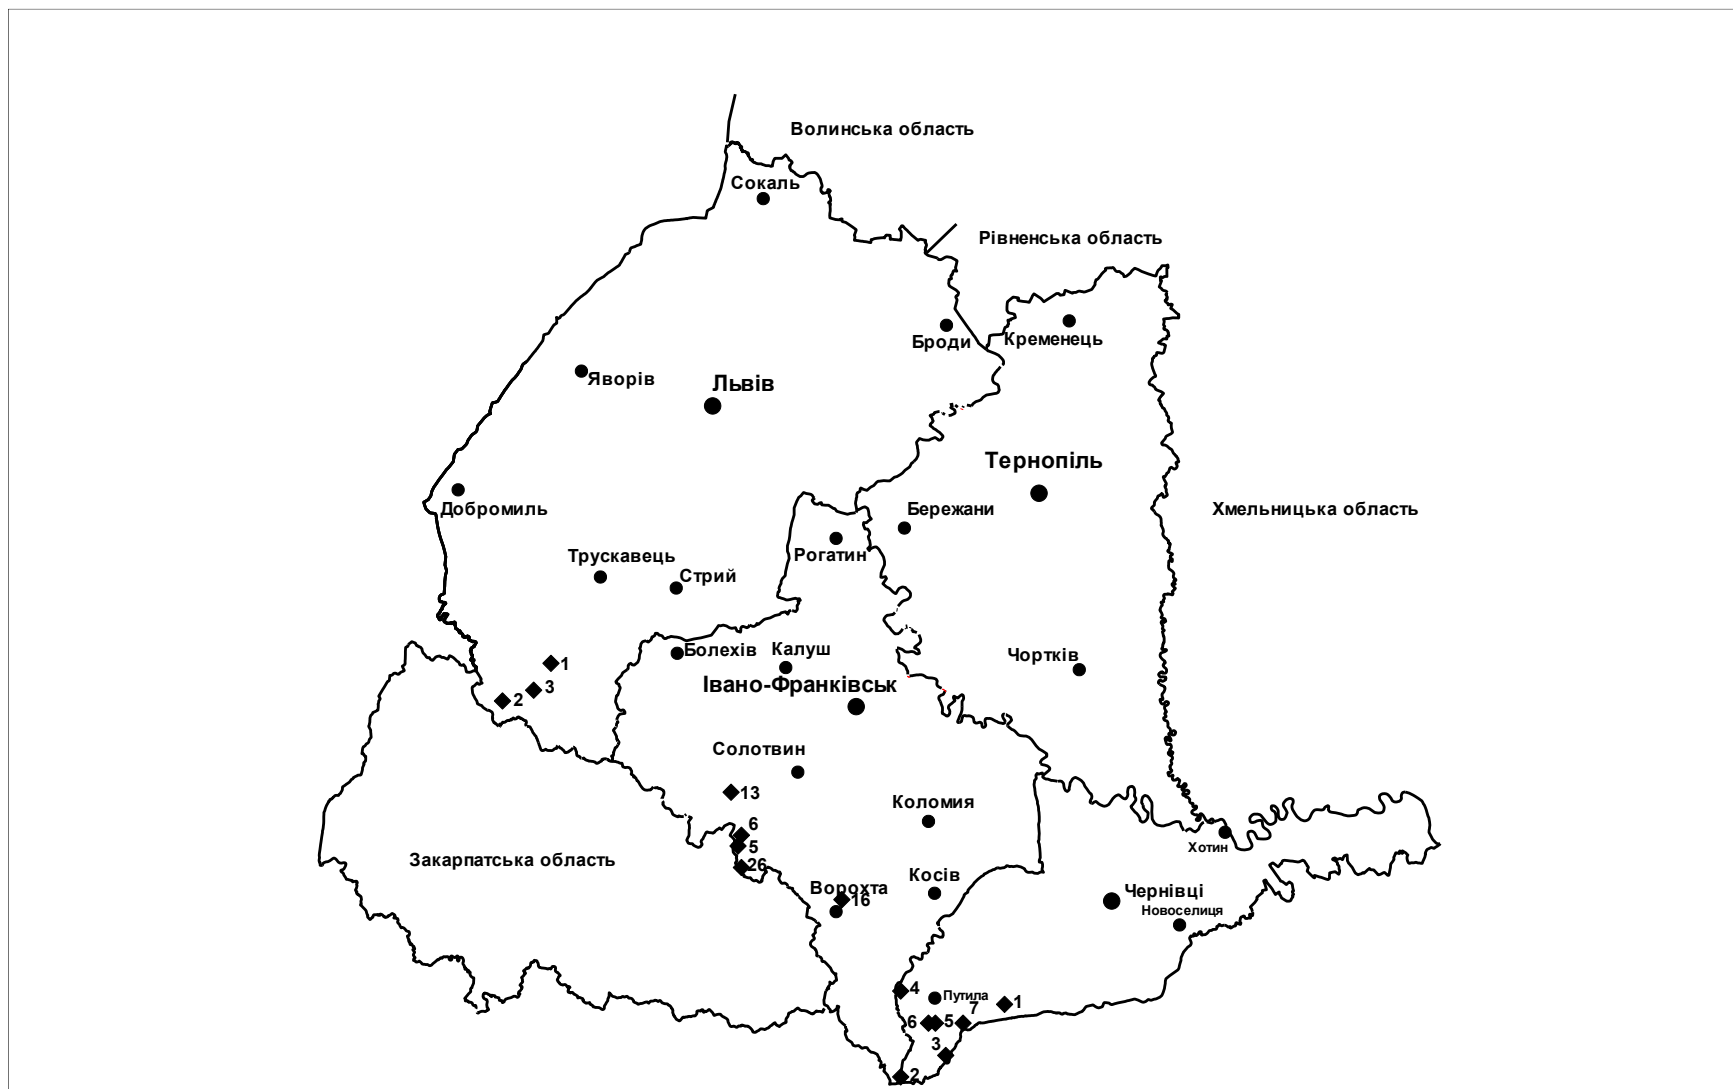 Волинська область
Сокаль
Рівненська область
Броди
Кременець
Яворів
Львів
Тернопіль
Добромиль
Бережани
Хмельницька область
Трускавець
Рогатин
Стрий
Болехів
Калуш
Чортків
1
3
2
Івано-Франківськ
Солотвин
13
Коломия
6
5
Хотин
26
Закарпатська область
Косів
Ворохта
16
Чернівці
Новоселиця
4
Путила
7
1
6
5
3
2